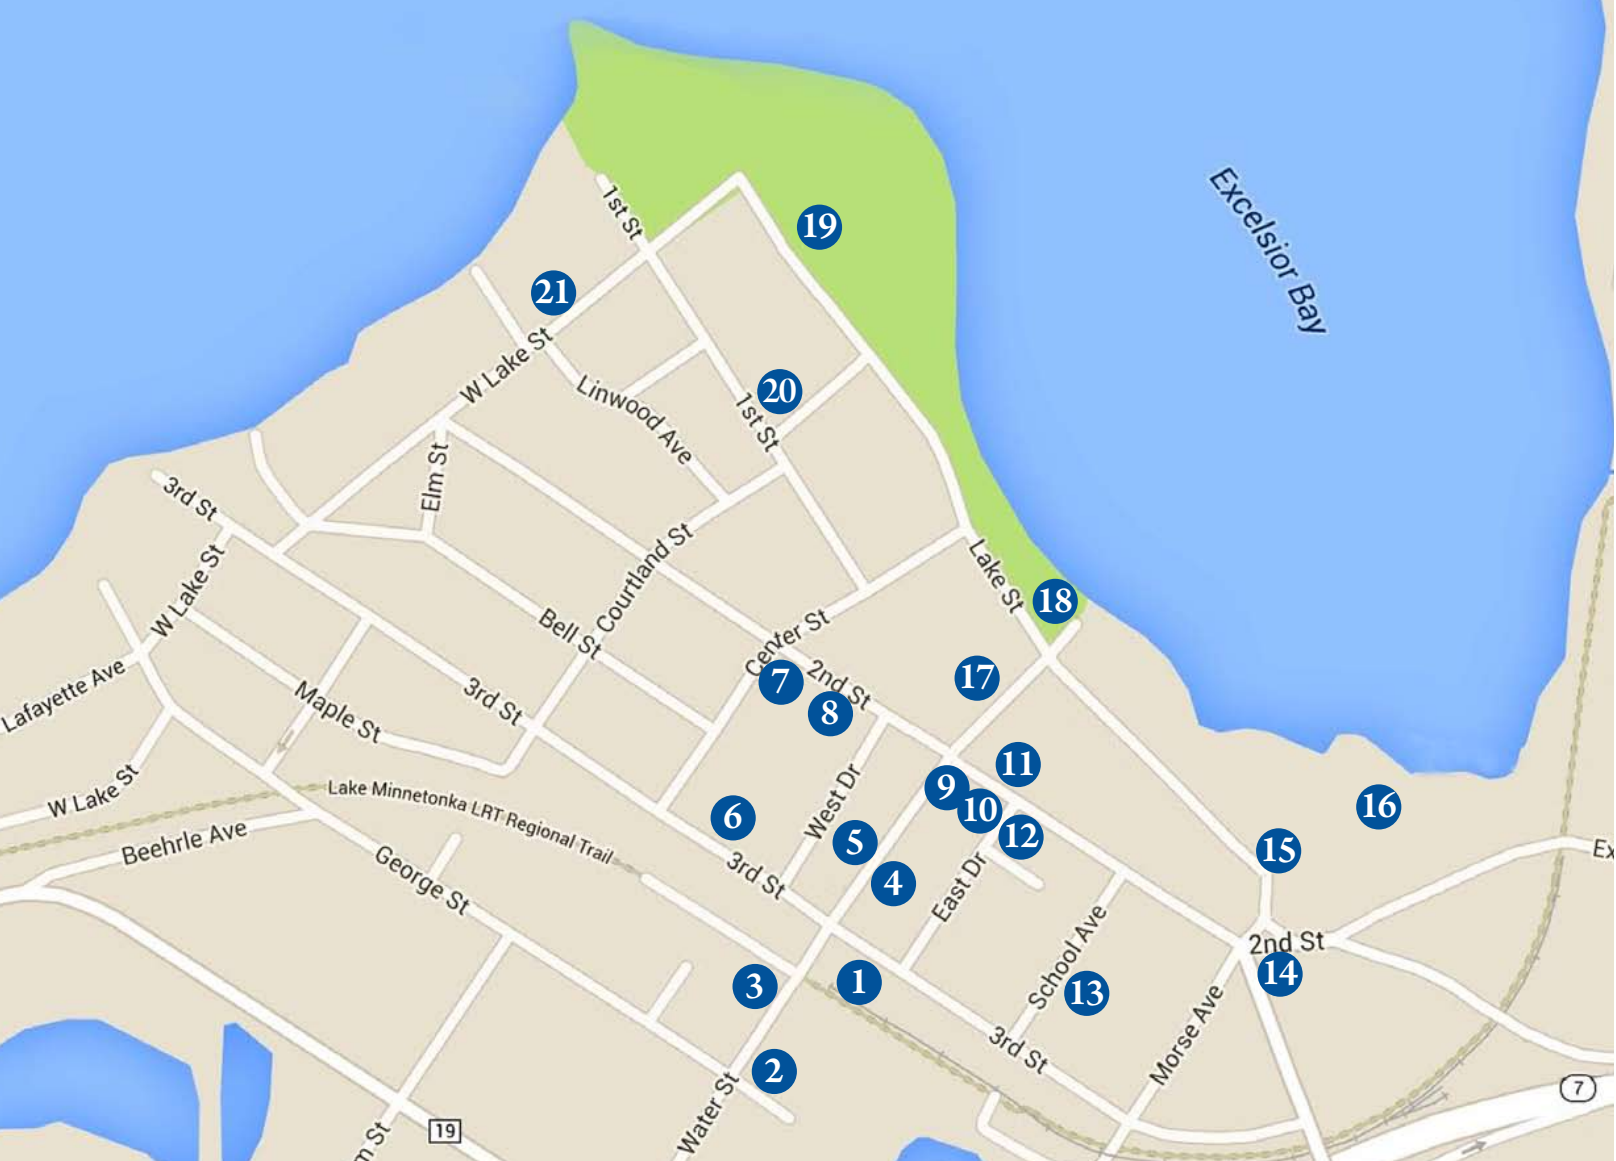 Excelsior Bay
1st St
19
21
W Lake St
Linwood Ave
20
1st St
Elm St
3rd St
Courtland St
Lake St
18
W Lake St
Bell St
Center St
7
2nd St
17
8
Lafayette Ave
Maple St
3rd St
11
9
10
W Lake St
Lake Minnetonka LRT Regional Trail
West Dr
6
5
12
16
Beehrle Ave
George St
3rd St
4
East Dr
15
Ex
School Ave
2nd St
14
3
1
13
3rd St
Morse Ave
2
Water St
7
19
m St